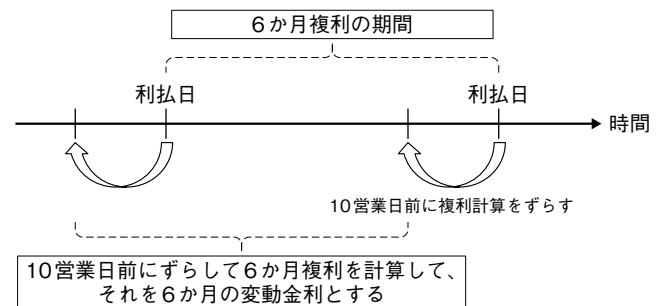 6か月複利の期間
利払日
利払日
時間
10営業日前に複利計算をずらす
10営業日前にずらして6か月複利を計算して、
それを6か月の変動金利とする